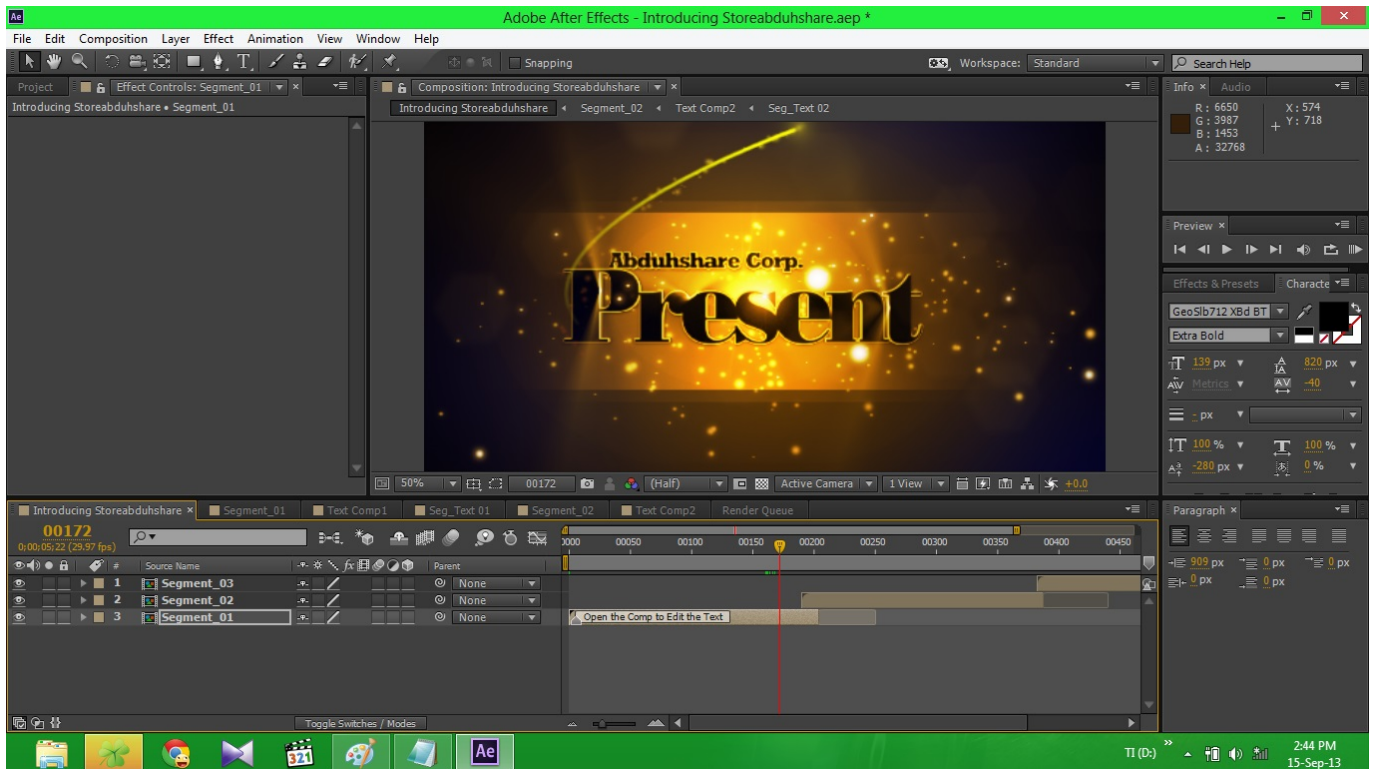 Ae Adobe After Effects - Introducing Storeabduhshare.aep *
File Edit Composition Layer Effect Animation View Window Help
T Snapping Workspace: Standard Search Help
Project Effect Controls: Segment_01 Composition: Introducing Storeabduhshare Info Audio
Introducing Storeabduhshare • Segment_01
Introducing Storeabduhshare Segment_02 Text Comp2 Seg_Text 02
R : 6650 X : 574
G : 3987 Y : 718
B : 1453
A : 32768
Abduhshare Corp.
Present
Preview
Effects & Presets Characte
GeoSlb712 XBd BT
Extra Bold
139 px 820 px
Metrics -40
- px
100 % 100 %
-280 px 0 %
50% 00172 (Half) Active Camera 1 View +0.0
Introducing Storeabduhshare Segment_01 Text Comp1 Seg_Text 01 Segment_02 Text Comp2 Render Queue Paragraph
00172
0;00;05;22 (29.97 fps)
0000 00050 00100 00150 00200 00250 00300 00350 00400 00450
# Source Name fx Parent
909 px 0 px 0 px
0 px 0 px
1 Segment_03 None
2 Segment_02 None
3 Segment_01 None Open the Comp to Edit the Text
Toggle Switches / Modes
321 Ae TI (D:) 2:44 PM
15-Sep-13